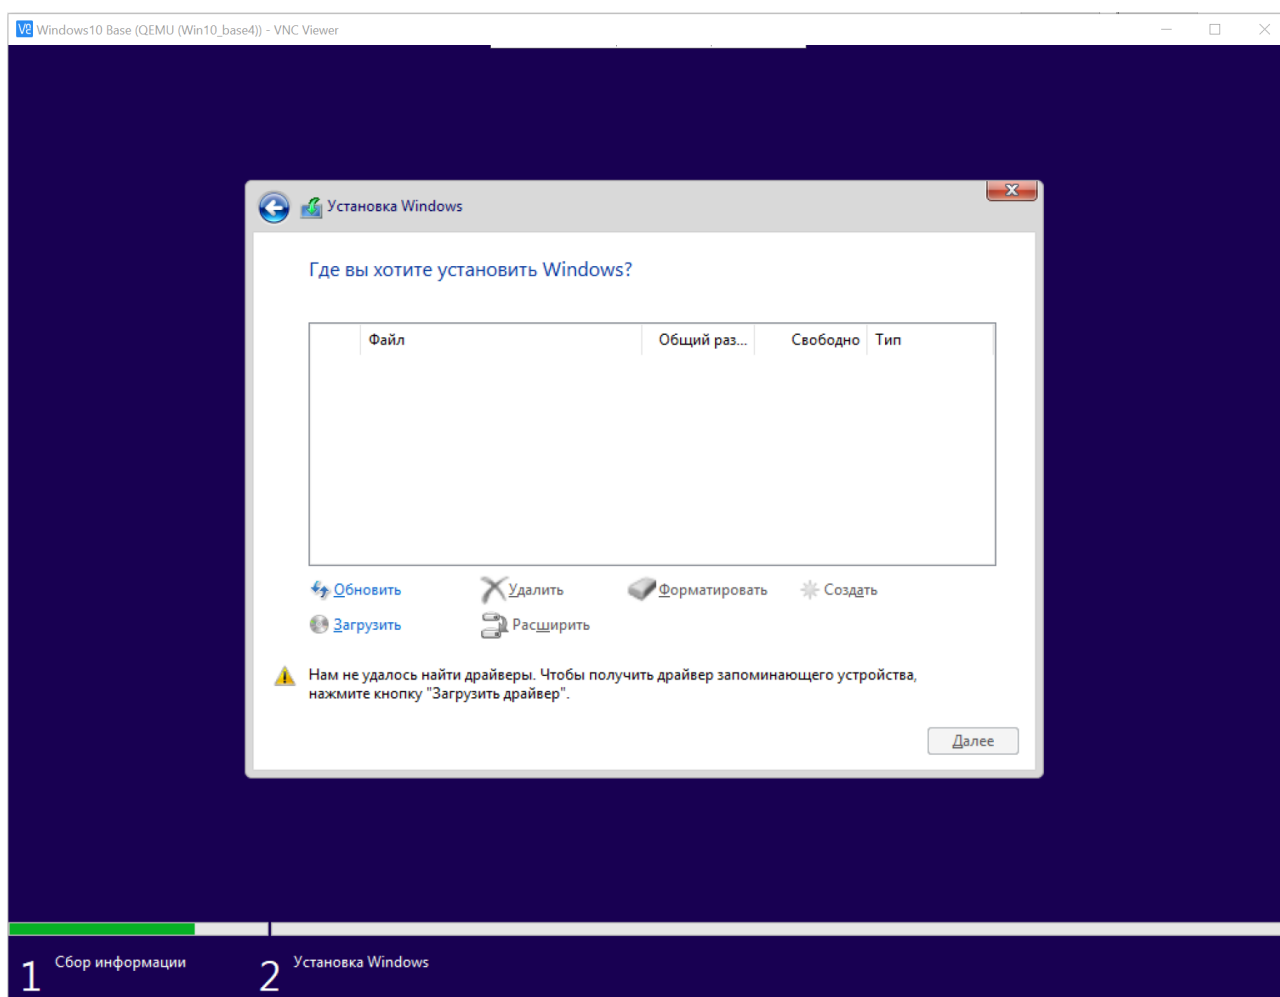 VNC Windows10 Base (QEMU (Win10_base4)) - VNC Viewer
Установка Windows
Где вы хотите установить Windows?
Файл Общий раз... Свободно Тип
Обновить Удалить Форматировать Создать
Загрузить Расширить
Нам не удалось найти драйверы. Чтобы получить драйвер запоминающего устройства,
нажмите кнопку "Загрузить драйвер".
Далее
1 Сбор информации 2 Установка Windows